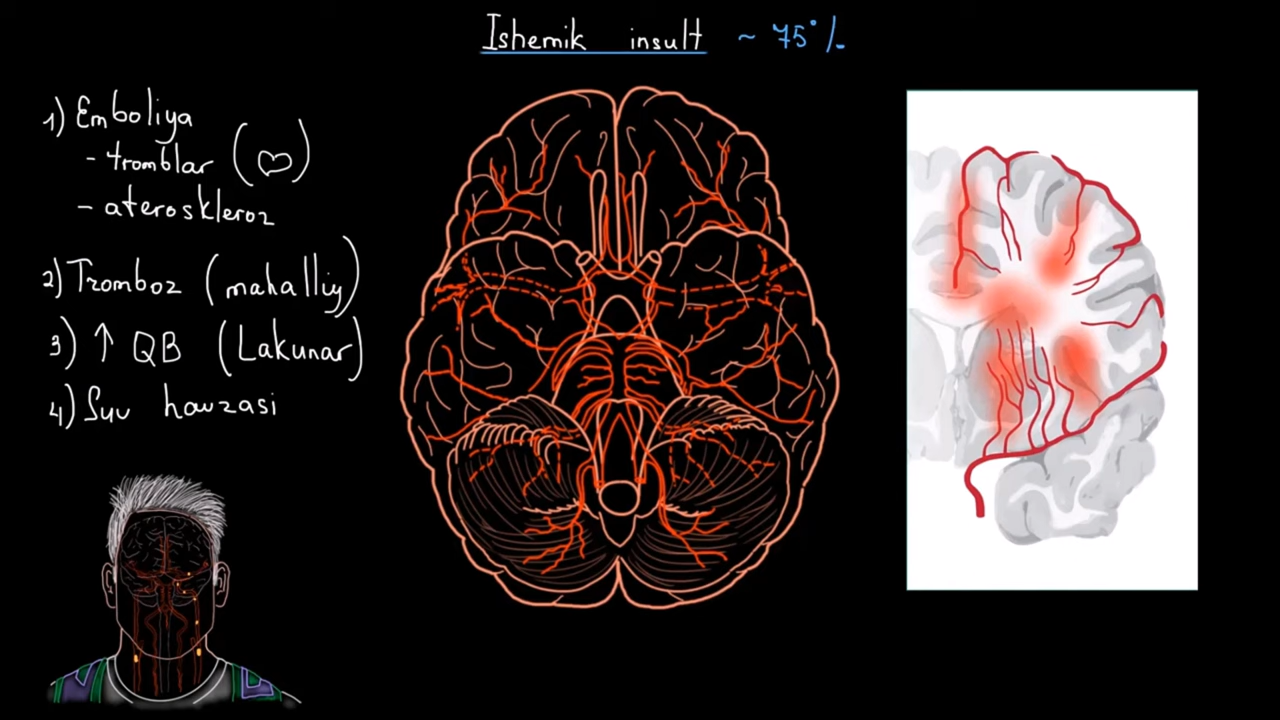 Ishemik insult ~ 75%
1) Emboliya
- tromblar ( )
- ateroskleroz
2) Tromboz (mahalliy)
3) ↑ QB (Lakunar)
4) Suv havzasi